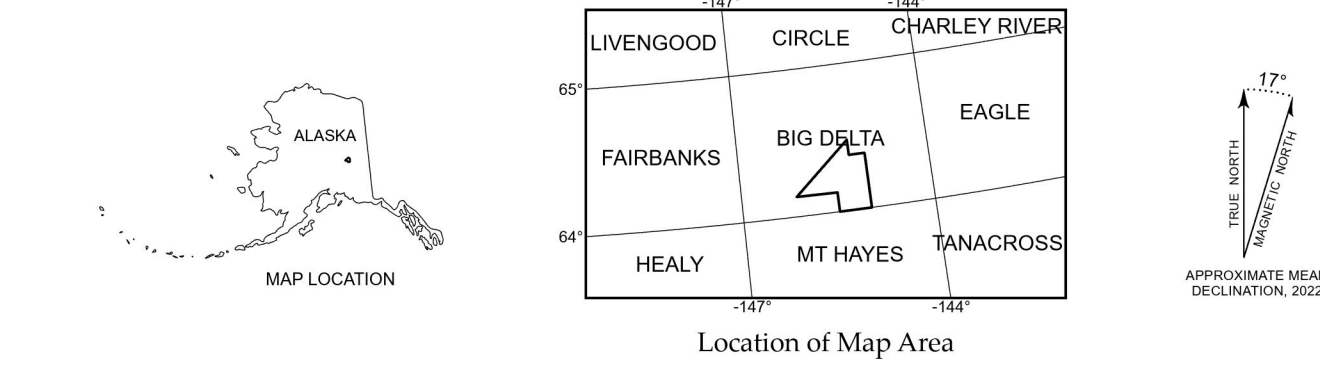 -147°
-144°
LIVENGOOD
CIRCLE
CHARLEY RIVER
65°
EAGLE
17°
ALASKA
BIG DELTA
FAIRBANKS
TRUE NORTH
MAGNETIC NORTH
64°
HEALY
MT HAYES
TANACROSS
MAP LOCATION
-147°
-144°
APPROXIMATE
DECLINATION, 2022
Location of Map Area